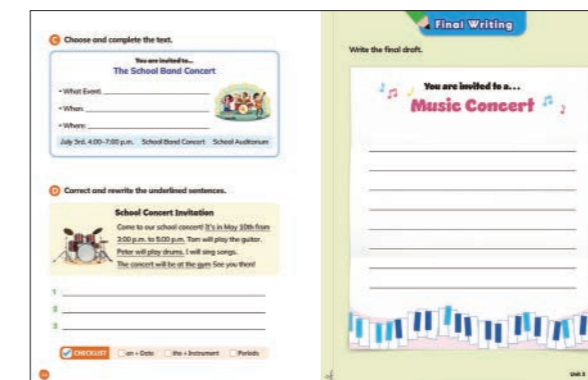 C Choose and complete the text.
You are invited to...
The School Band Concert
• What Event:
• When:
• Where:
July 3rd, 4:00–7:00 p.m. School Band Concert School Auditorium
D Correct and rewrite the underlined sentences.
School Concert Invitation
Come to our school concert! It's in May 10th from
3:00 p.m. to 5:00 p.m. Tom will play the guitar.
Peter will play drums. I will sing songs.
The concert will be at the gym See you then!
1
2
3
CHECKLIST on + Date the + Instrument Periods
Final Writing
Write the final draft.
You are invited to a...
Music Concert
Unit 2